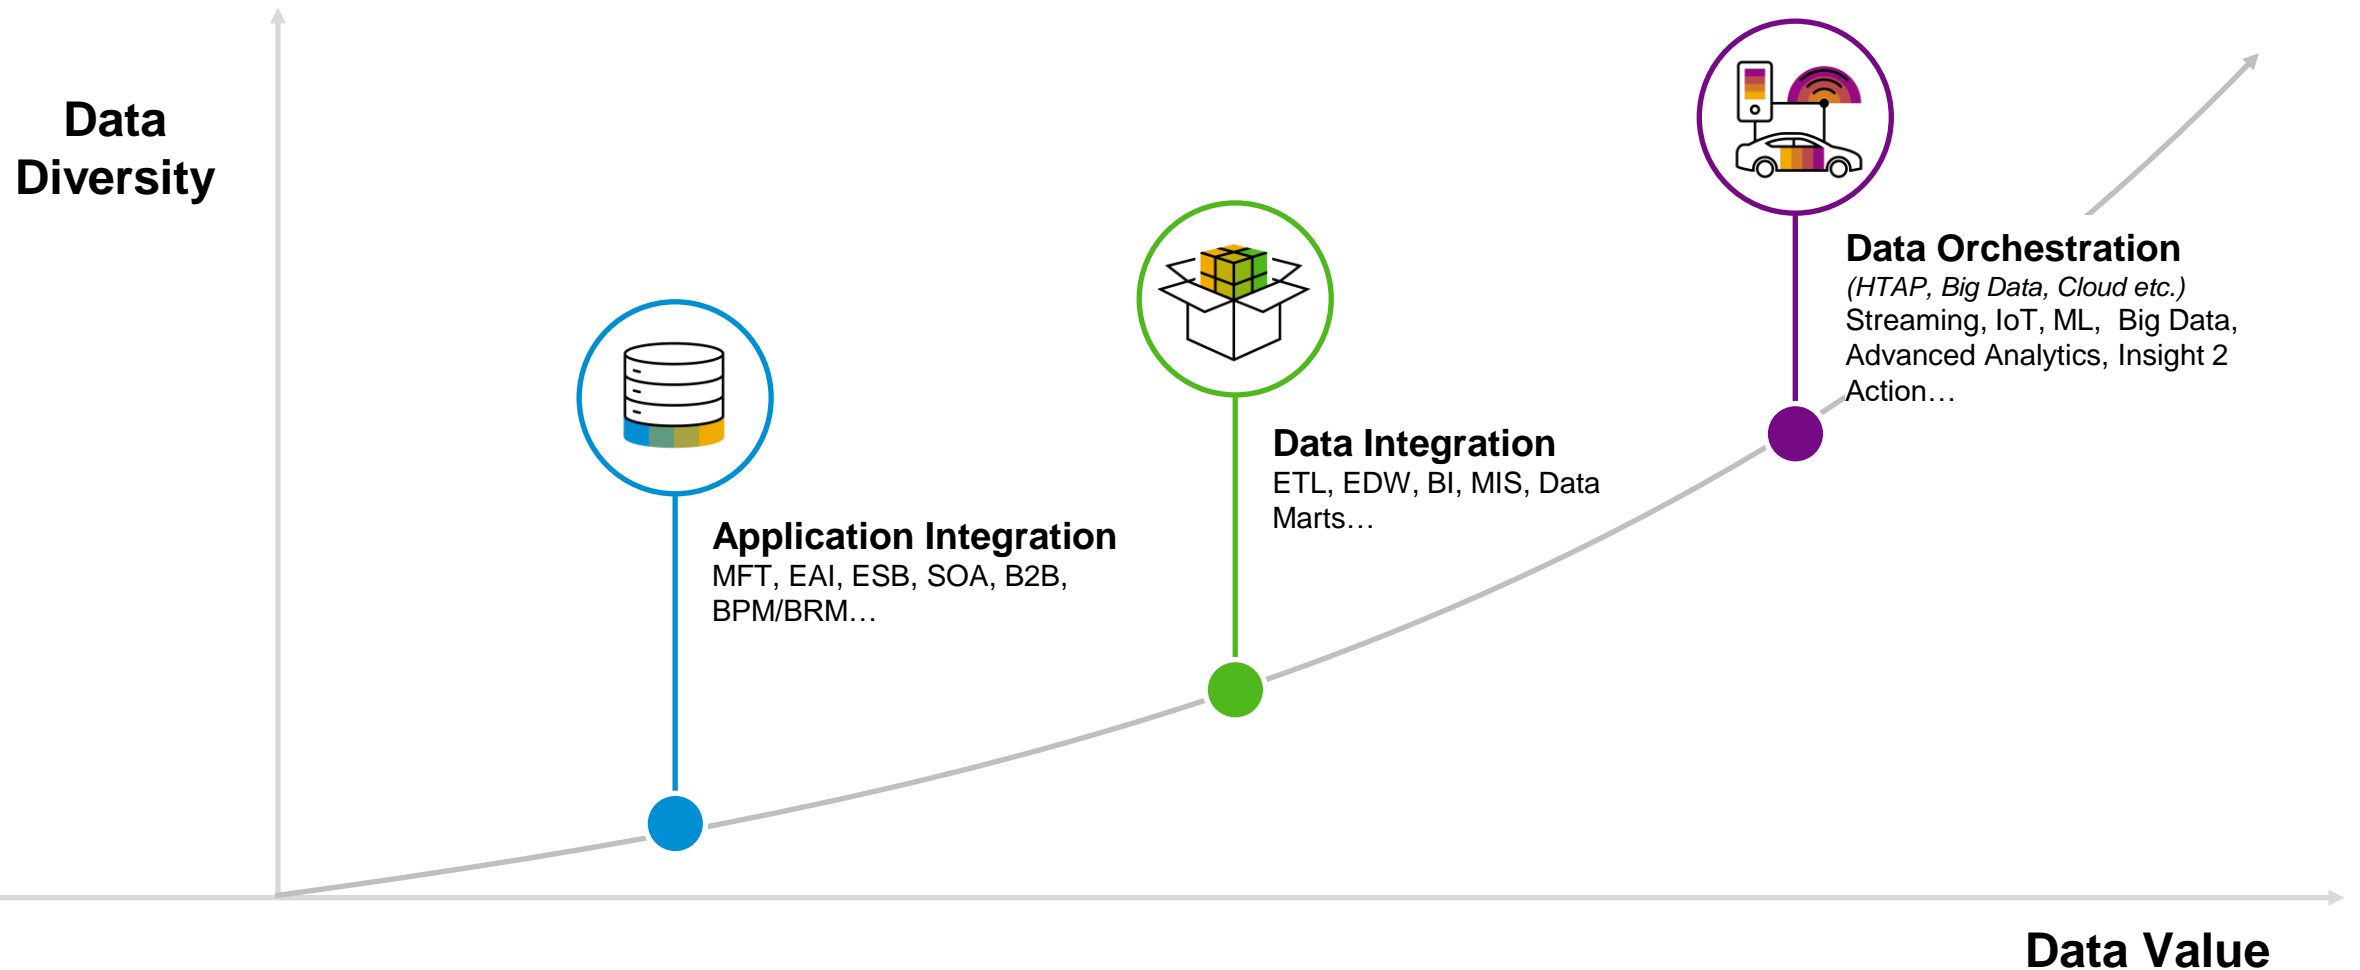 Data
Diversity
Application Integration
MFT, EAI, ESB, SOA, B2B,
BPM/BRM…
Data Integration
ETL, EDW, BI, MIS, Data
Marts…
Data Orchestration
(HTAP, Big Data, Cloud etc.)
Streaming, IoT, ML,  Big Data,
Advanced Analytics, Insight 2
Action…
Data Value